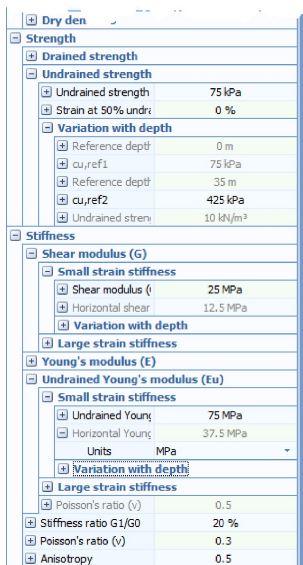 Dry den
Strength
Drained strength
Undrained strength
Undrained strength 75 kPa
Strain at 50% undra 0 %
Variation with depth
Reference depth 0 m
cu,ref1 75 kPa
Reference depth 35 m
cu,ref2 425 kPa
Undrained stren 10 kN/m³
Stiffness
Shear modulus (G)
Small strain stiffness
Shear modulus ( 25 MPa
Horizontal shear 12.5 MPa
Variation with depth
Large strain stiffness
Young's modulus (E)
Undrained Young's modulus (Eu)
Small strain stiffness
Undrained Young 75 MPa
Horizontal Young 37.5 MPa
Units MPa
Variation with depth
Large strain stiffness
Poisson's ratio (v) 0.5
Stiffness ratio G1/G0 20 %
Poisson's ratio (v) 0.3
Anisotropy 0.5